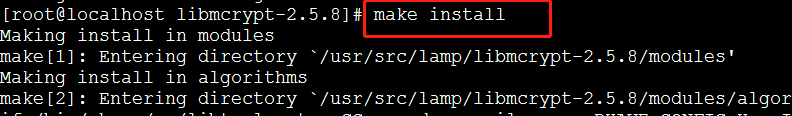 [root@localhost libmcrypt-2.5.8]# make install
Making install in modules
make[1]: Entering directory `/usr/src/lamp/libmcrypt-2.5.8/modules'
Making install in algorithms
make[2]: Entering directory `/usr/src/lamp/libmcrypt-2.5.8/modules/algor